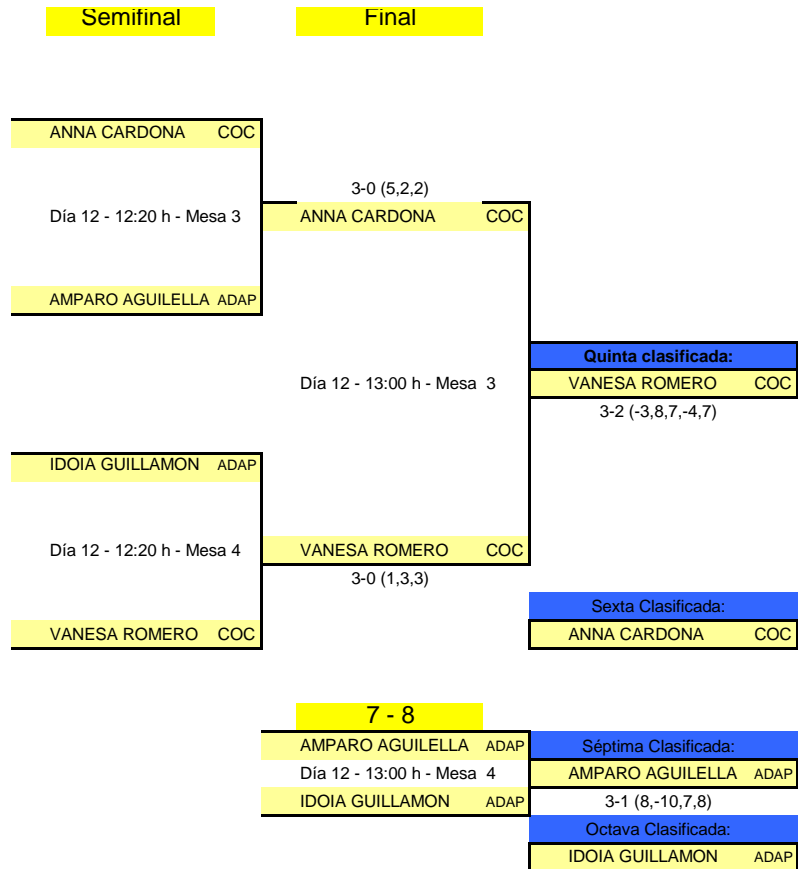 Semifinal Final
ANNA CARDONA COC
3-0 (5,2,2)
Día 12 - 12:20 h - Mesa 3 ANNA CARDONA COC
AMPARO AGUILELLA ADAP
Quinta clasificada:
Día 12 - 13:00 h - Mesa 3 VANESA ROMERO COC
3-2 (-3,8,7,-4,7)
IDOIA GUILLAMON ADAP
Día 12 - 12:20 h - Mesa 4 VANESA ROMERO COC
3-0 (1,3,3)
Sexta Clasificada:
VANESA ROMERO COC ANNA CARDONA COC
7 - 8
AMPARO AGUILELLA ADAP Séptima Clasificada:
Día 12 - 13:00 h - Mesa 4 AMPARO AGUILELLA ADAP
IDOIA GUILLAMON ADAP 3-1 (8,-10,7,8)
Octava Clasificada:
IDOIA GUILLAMON ADAP